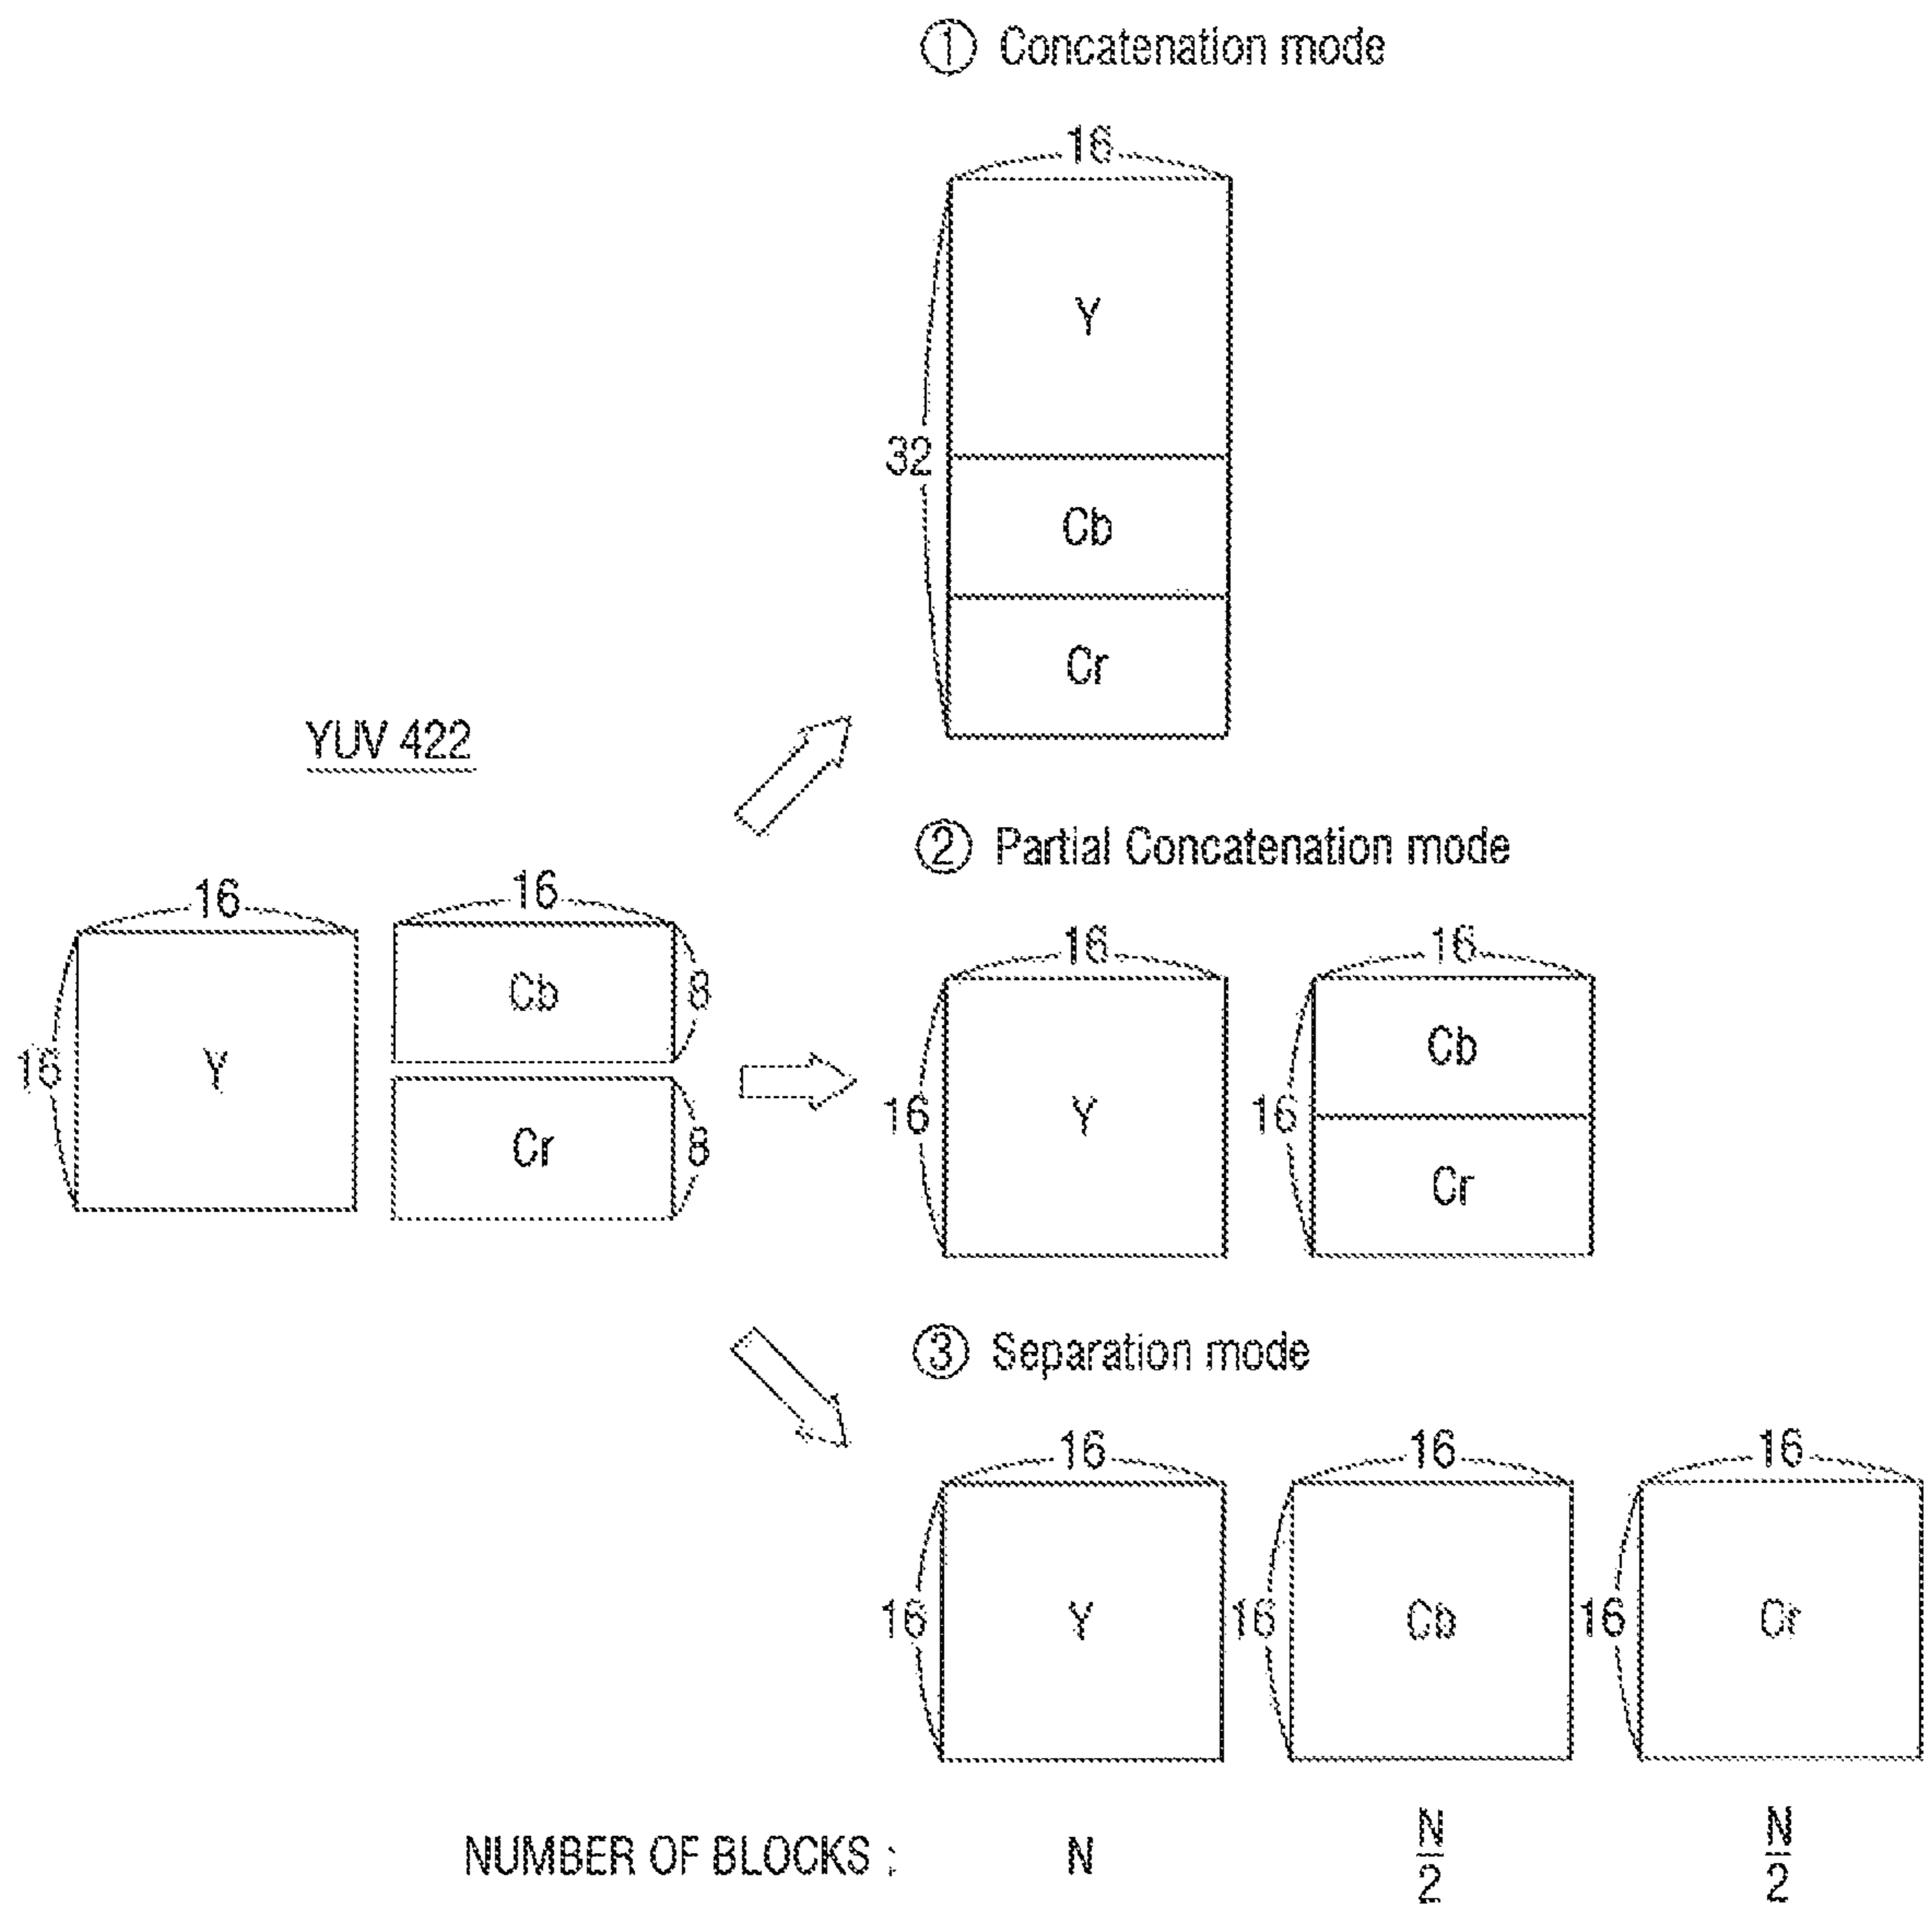 ① Concatenation mode
16
Y
32
Cb
Cr
YUV 422
16
16
Y
16
Cb
8
Cr
8
② Partial Concatenation mode
16
16
Y
16
16
Cb
Cr
③ Separation mode
16
16
16
16
Y
16
Cb
16
Cr
NUMBER OF BLOCKS : N N/2 N/2